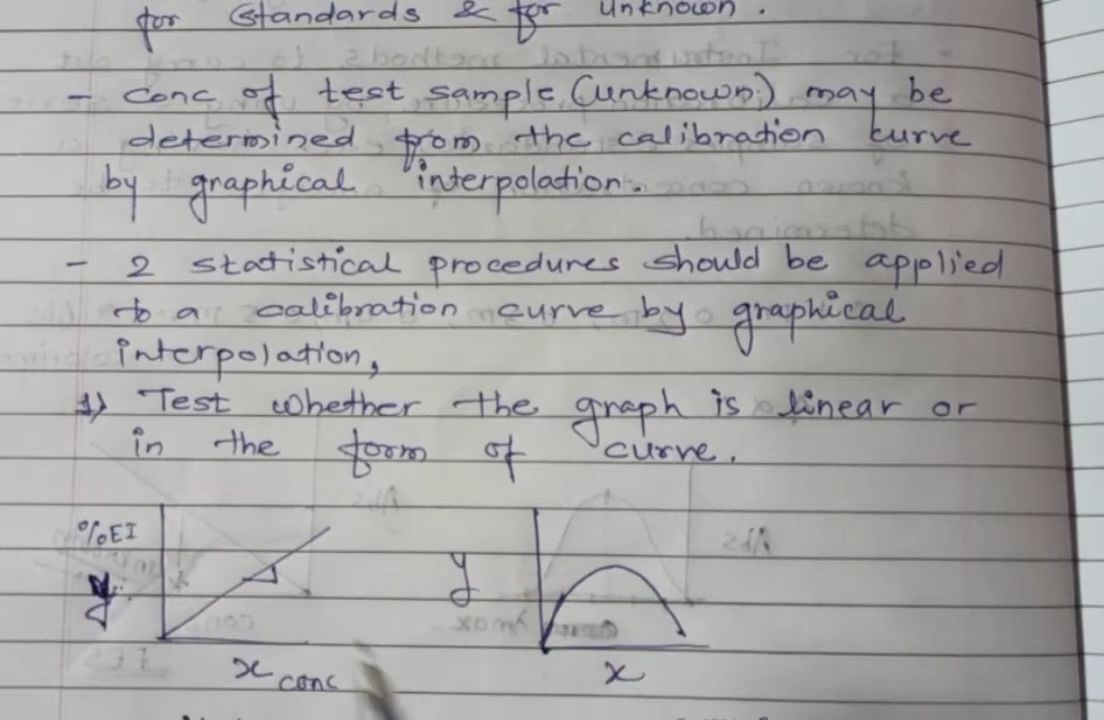 for Standards & for Unknown.
- Conc of test sample (unknown) may be
determined from the calibration curve
by graphical interpolation.
- 2 statistical procedures should be applied
to a calibration curve by graphical
interpolation,
1) Test whether the graph is linear or
in the form of curve.
%EI
y
x conc
y
x